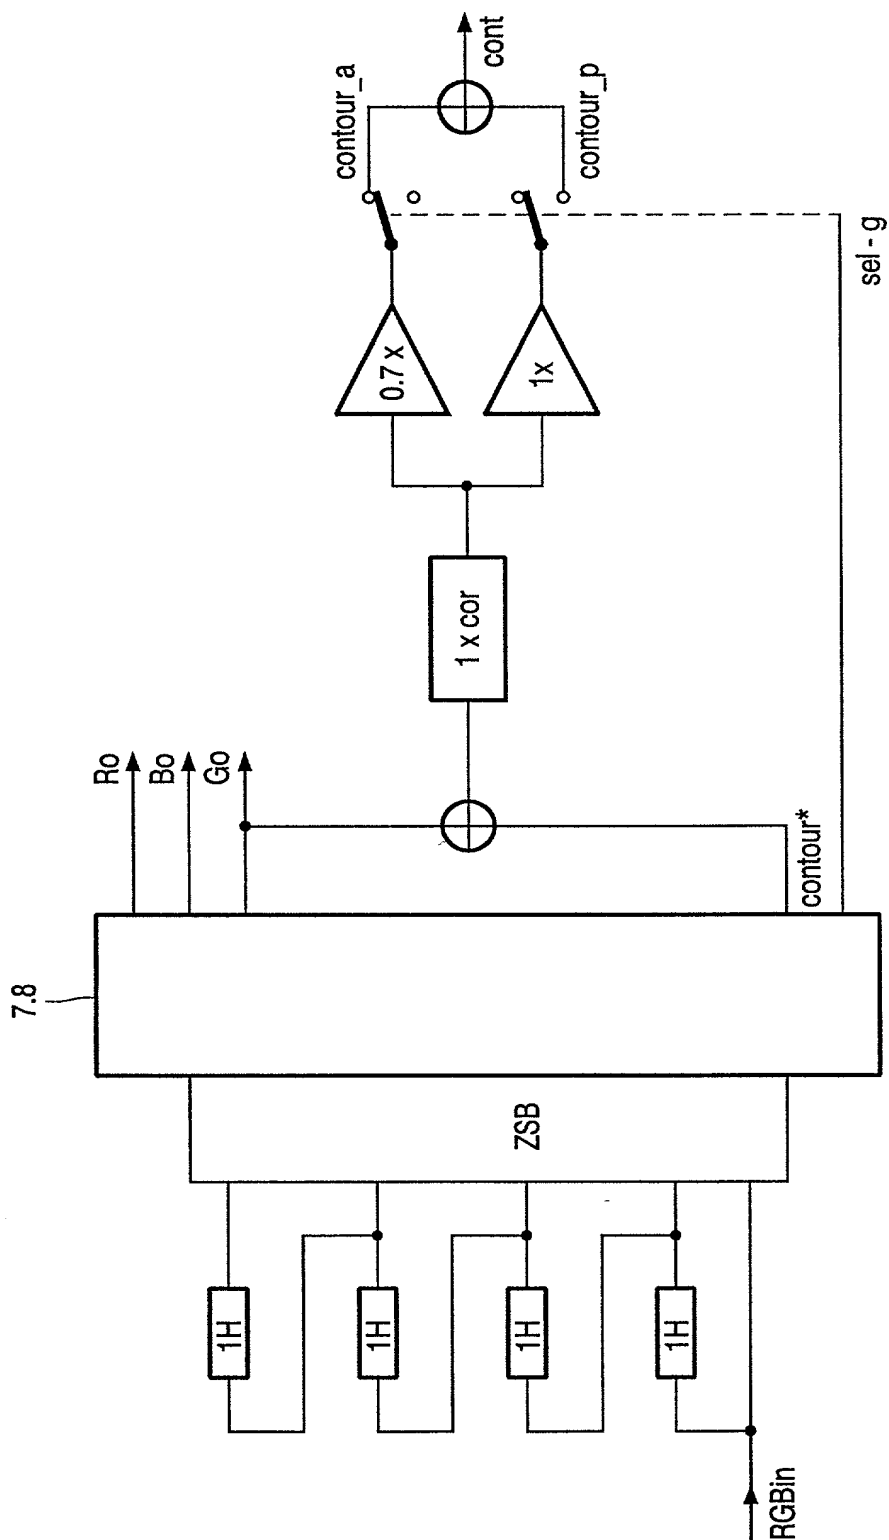 RGBin
1H
1H
1H
1H
ZSB
7.8
Ro
Bo
Go
contour*
1 x cor
0.7 x
1x
contour_a
contour_p
cont
sel - g